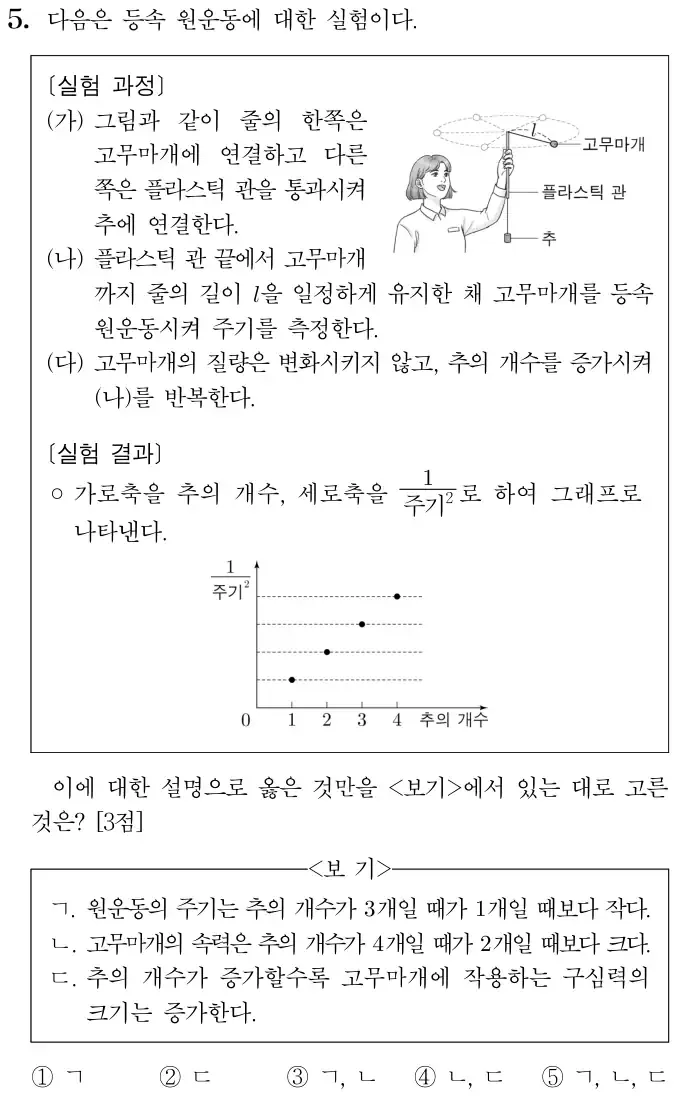 5. 다음은 등속 원운동에 대한 실험이다.
〔실험 과정〕
(가) 그림과 같이 줄의 한쪽은
고무마개에 연결하고 다른
쪽은 플라스틱 관을 통과시켜
추에 연결한다.
l
고무마개
플라스틱 관
추
(나) 플라스틱 관 끝에서 고무마개
까지 줄의 길이 l을 일정하게 유지한 채 고무마개를 등속
원운동시켜 주기를 측정한다.
(다) 고무마개의 질량은 변화시키지 않고, 추의 개수를 증가시켜
(나)를 반복한다.
〔실험 결과〕
○ 가로축을 추의 개수, 세로축을 1/주기²로 하여 그래프로
나타낸다.
1/주기²
0 1 2 3 4 추의 개수
이에 대한 설명으로 옳은 것만을 <보기>에서 있는 대로 고른
것은? [3점]
<보 기>
ㄱ. 원운동의 주기는 추의 개수가 3개일 때가 1개일 때보다 작다.
ㄴ. 고무마개의 속력은 추의 개수가 4개일 때가 2개일 때보다 크다.
ㄷ. 추의 개수가 증가할수록 고무마개에 작용하는 구심력의
크기는 증가한다.
① ㄱ ② ㄷ ③ ㄱ, ㄴ ④ ㄴ, ㄷ ⑤ ㄱ, ㄴ, ㄷ